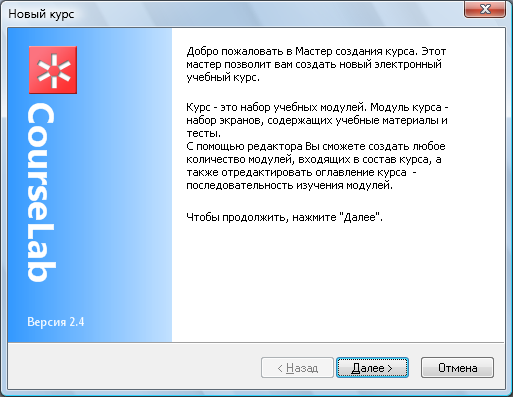 Новый курс
Добро пожаловать в Мастер создания курса. Этот
мастер позволит вам создать новый электронный
учебный курс.
Курс - это набор учебных модулей. Модуль курса -
набор экранов, содержащих учебные материалы и
тесты.
С помощью редактора Вы сможете создать любое
количество модулей, входящих в состав курса, а
также отредактировать оглавление курса -
последовательность изучения модулей.
Чтобы продолжить, нажмите "Далее".
CourseLab
Версия 2.4
< Назад
Далее >
Отмена